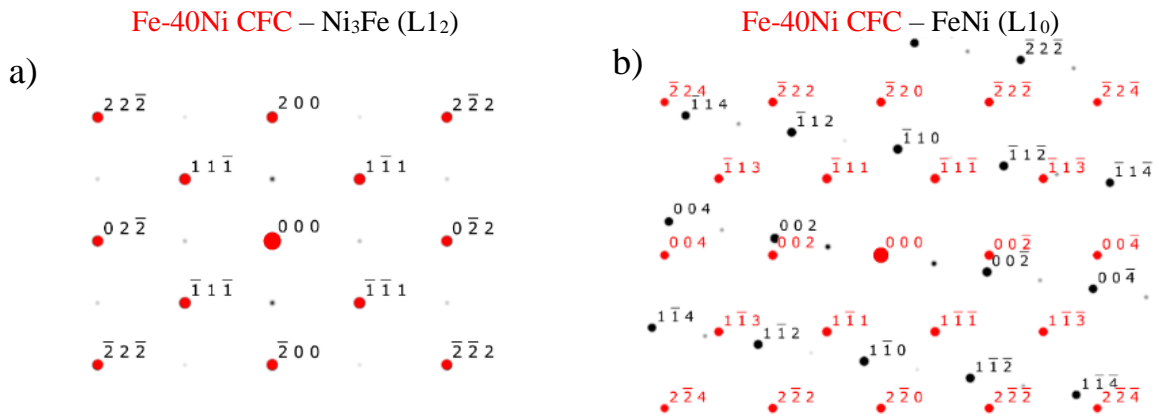 Fe-40Ni CFC – Ni₃Fe (L1₂)
a)
2 2 2̄ 2 0 0 2 2̄ 2
1 1 1̄ 1 1̄ 1
0 2 2̄ 0 0 0 0 2̄ 2
1̄ 1 1̄ 1̄ 1̄ 1
2̄ 2 2̄ 2̄ 0 0 2̄ 2̄ 2
Fe-40Ni CFC – FeNi (L1₀)
b)
2̄ 2 2̄
2̄ 2 4 2̄ 2 2 2̄ 2 0 2̄ 2 2̄ 2̄ 2 4̄
1̄ 1 4 1̄ 1 2 1̄ 1 0 1̄ 1 2̄ 1̄ 1 4̄
1̄ 1 3 1̄ 1 1 1̄ 1 1̄ 1̄ 1 3̄
0 0 4 0 0 2 0 0 2̄ 0 0 4̄
0 0 4 0 0 2 0 0 0 0 0 2̄ 0 0 4̄
1 1̄ 4 1 1̄ 2 1 1̄ 0 1 1̄ 2̄ 1 1̄ 4̄
1 1̄ 3 1 1̄ 1 1 1̄ 1̄ 1 1̄ 3̄
2 2̄ 4 2 2̄ 2 2 2̄ 0 2 2̄ 2̄ 2 2̄ 4̄